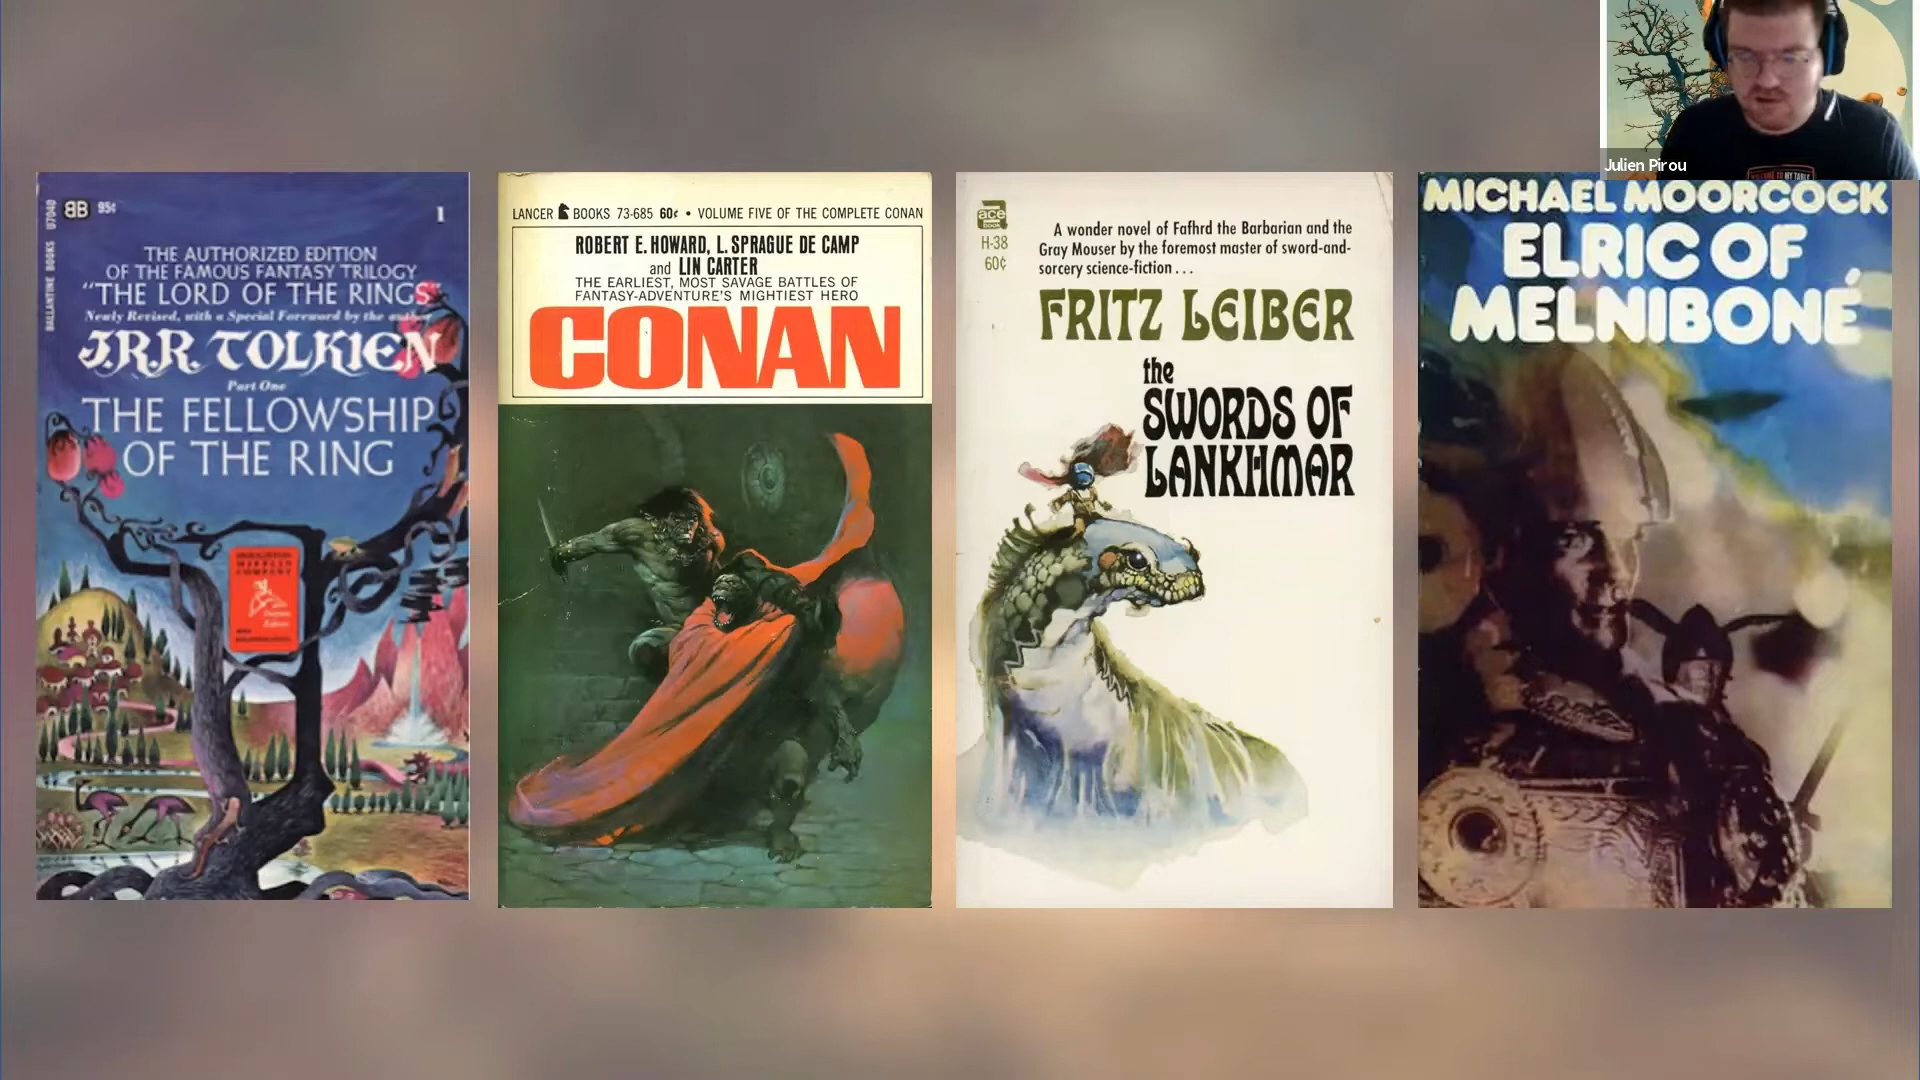 Julien Pirou
WELCOME TO MY TABLE
BALLANTINE BOOKS U7040
BB 95¢
1
THE AUTHORIZED EDITION
OF THE FAMOUS FANTASY TRILOGY
"THE LORD OF THE RINGS"
Newly Revised, with a Special Foreword by the author
J.R.R. TOLKIEN
Part One
THE FELLOWSHIP
OF THE RING
LANCER BOOKS 73-685 60¢ • VOLUME FIVE OF THE COMPLETE CONAN
ROBERT E. HOWARD, L. SPRAGUE DE CAMP
and LIN CARTER
THE EARLIEST, MOST SAVAGE BATTLES OF
FANTASY-ADVENTURE'S MIGHTIEST HERO
CONAN
ace
book
H-38
60¢
A wonder novel of Fafhrd the Barbarian and the
Gray Mouser by the foremost master of sword-and-
sorcery science-fiction . . .
FRITZ LEIBER
the
SWORDS OF
LANKHMAR
MICHAEL MOORCOCK
ELRIC OF
MELNIBONÉ